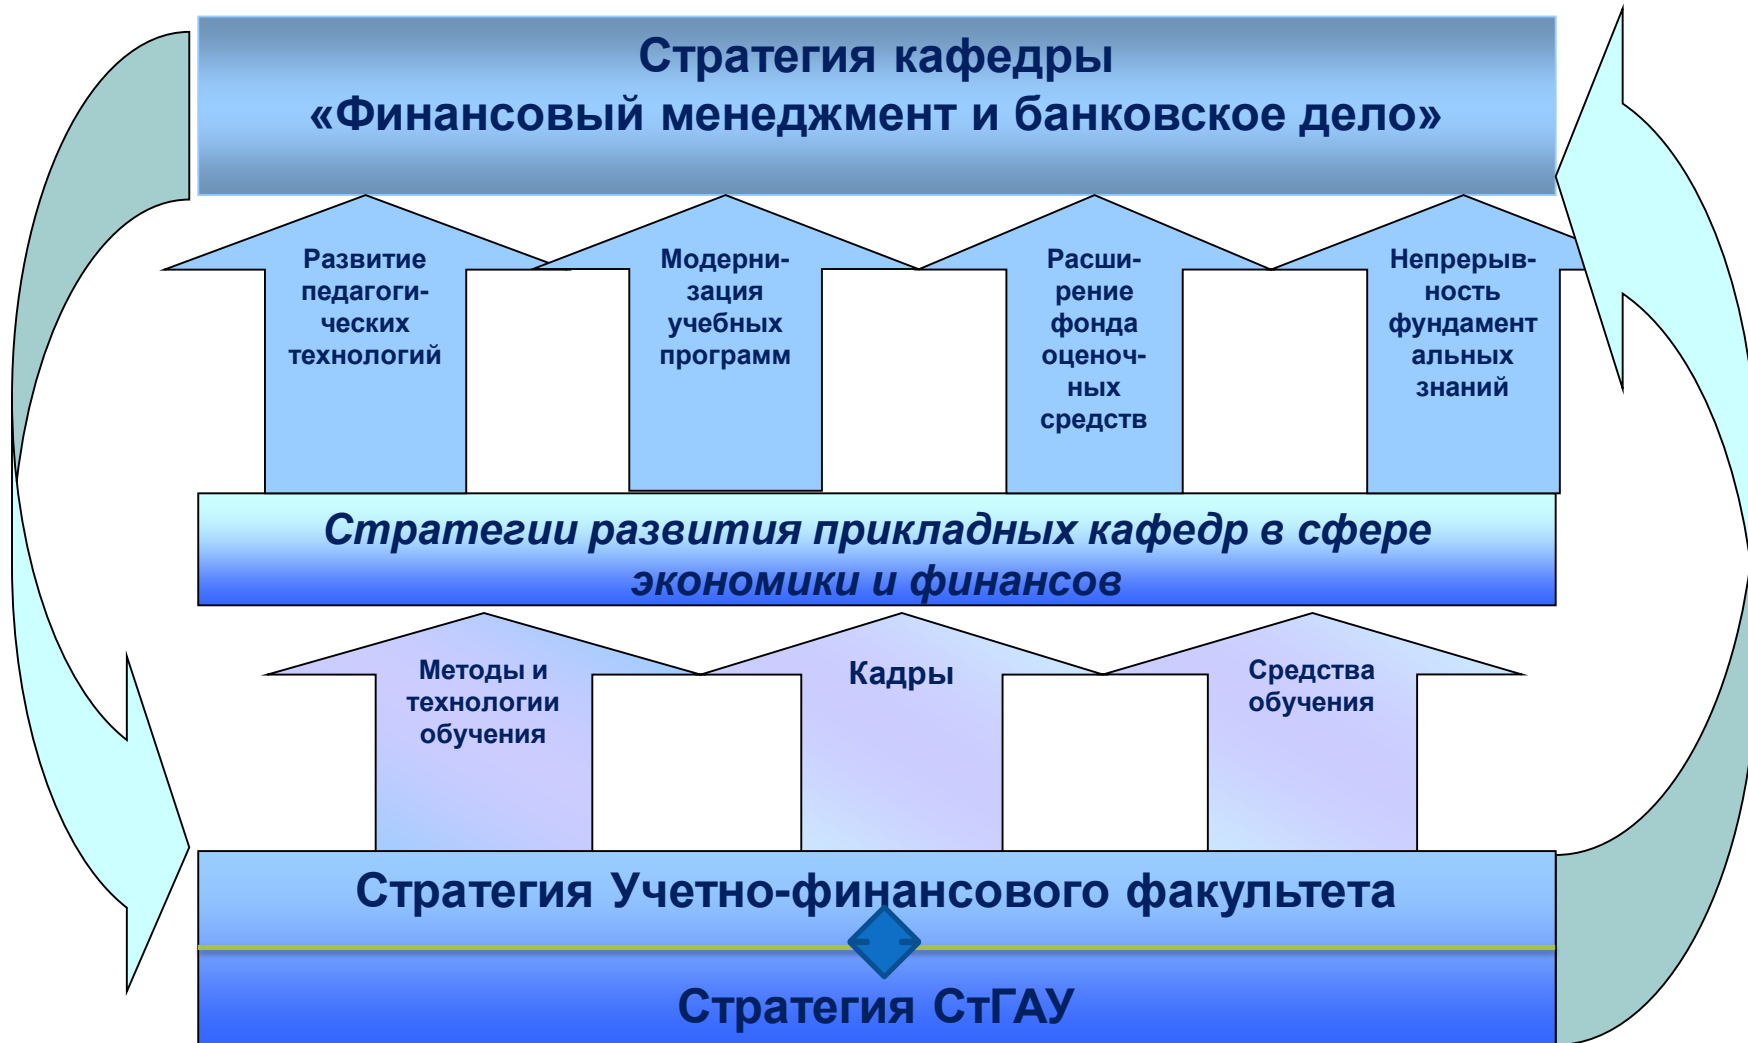 Стратегия кафедры
«Финансовый менеджмент и банковское дело»
Развитие
педагоги-
ческих
технологий
Модерни-
зация
учебных
программ
Расши-
рение
фонда
оценоч-
ных
средств
Непрерыв-
ность
фундамент
альных
знаний
Стратегии развития прикладных кафедр в сфере
экономики и финансов
Методы и
технологии
обучения
Кадры
Средства
обучения
Стратегия Учетно-финансового факультета
Стратегия СтГАУ